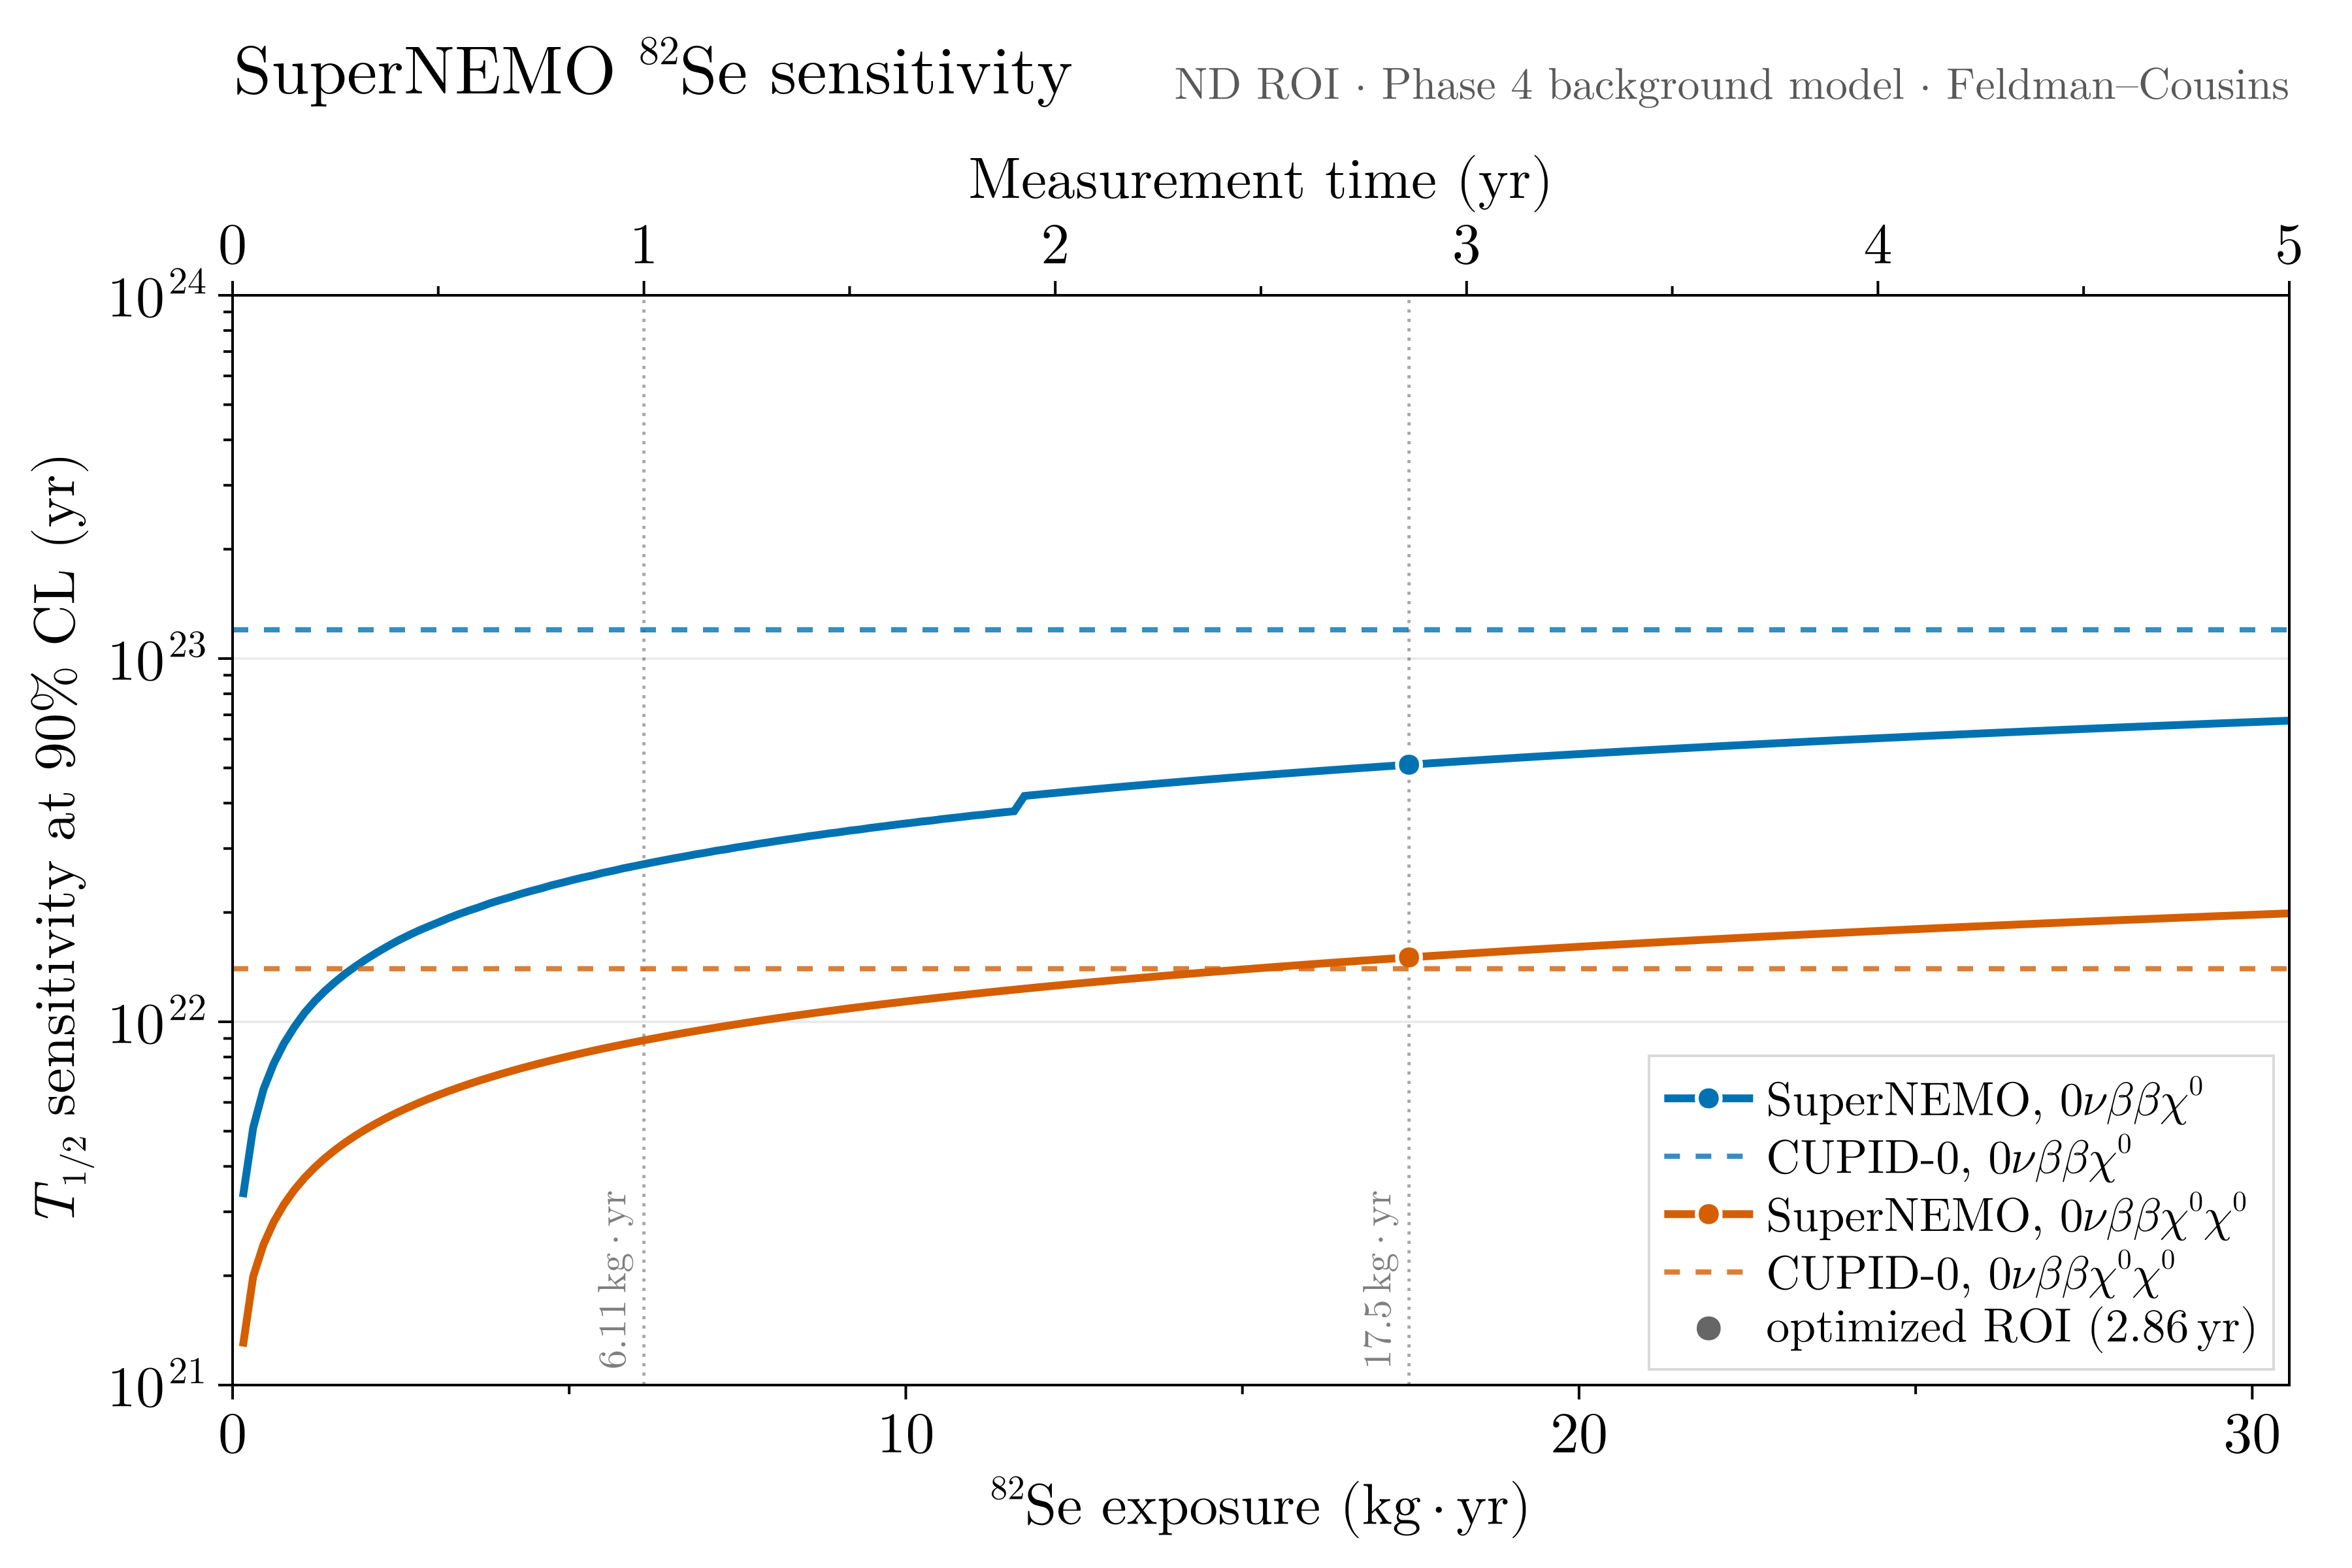 SuperNEMO ⁸²Se sensitivity
ND ROI · Phase 4 background model · Feldman–Cousins
Measurement time (yr)
0 1 2 3 4 5
10²⁴
10²³
10²²
10²¹
T₁/₂ sensitivity at 90% CL (yr)
6.11 kg · yr
17.5 kg · yr
SuperNEMO, 0νββχ⁰
CUPID-0, 0νββχ⁰
SuperNEMO, 0νββχ⁰χ⁰
CUPID-0, 0νββχ⁰χ⁰
optimized ROI (2.86 yr)
0 10 20 30
⁸²Se exposure (kg · yr)